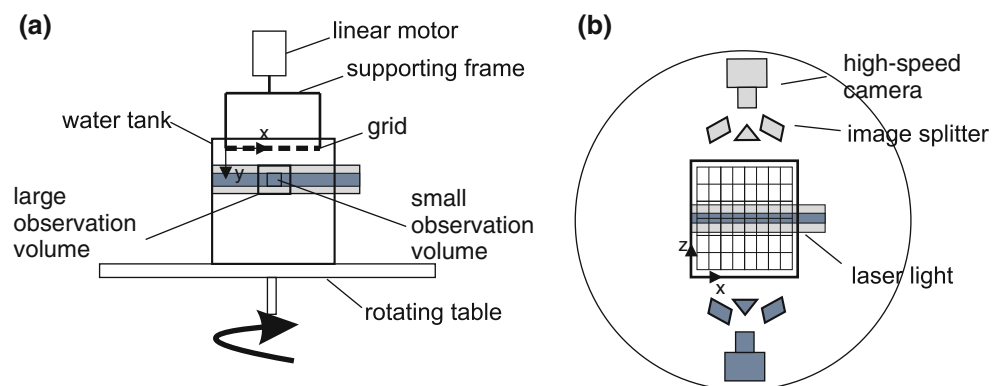 (a)
linear motor
supporting frame
water tank
x
grid
y
large
observation
volume
small
observation
volume
rotating table
(b)
high-speed
camera
image splitter
z
x
laser light